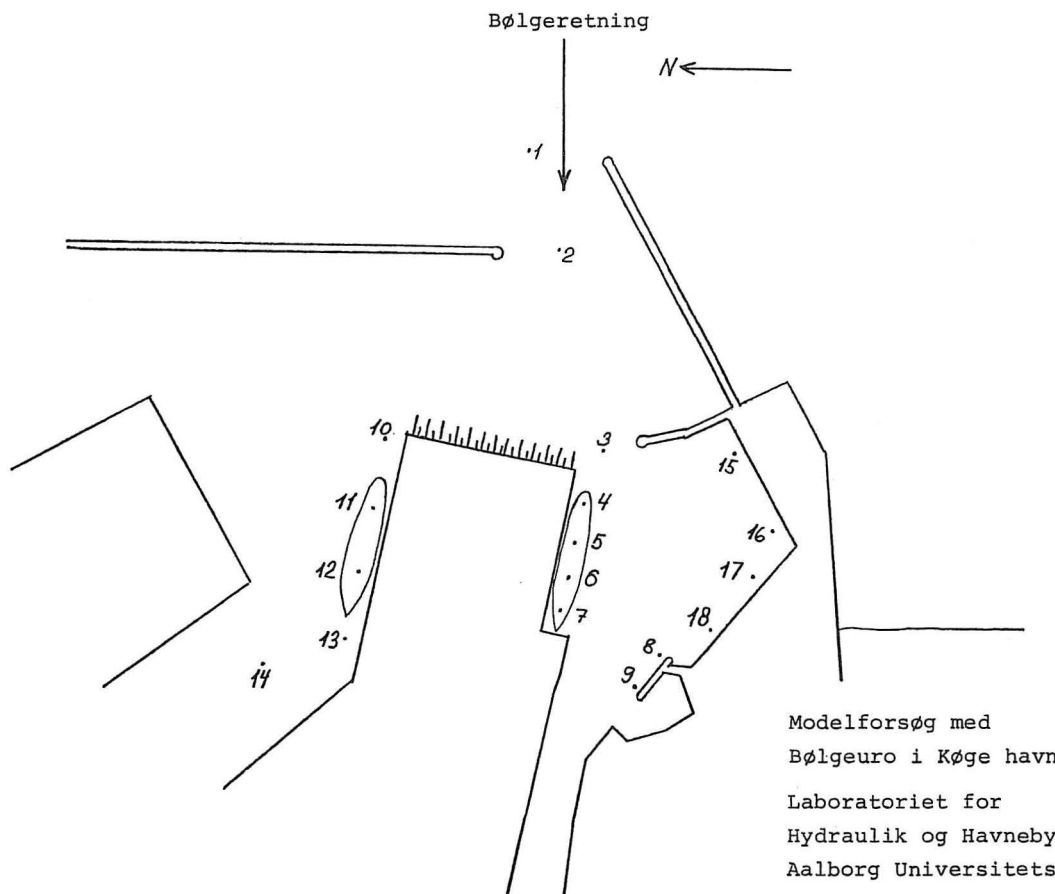 Bølgeretning
N
1
2
10
3
11
4
15
5
16
12
6
17
7
18
13
8
14
9
Modelforsøg med
Bølgeuro i Køge havn
Laboratoriet for
Hydraulik og Havneby
Aalborg Universitets